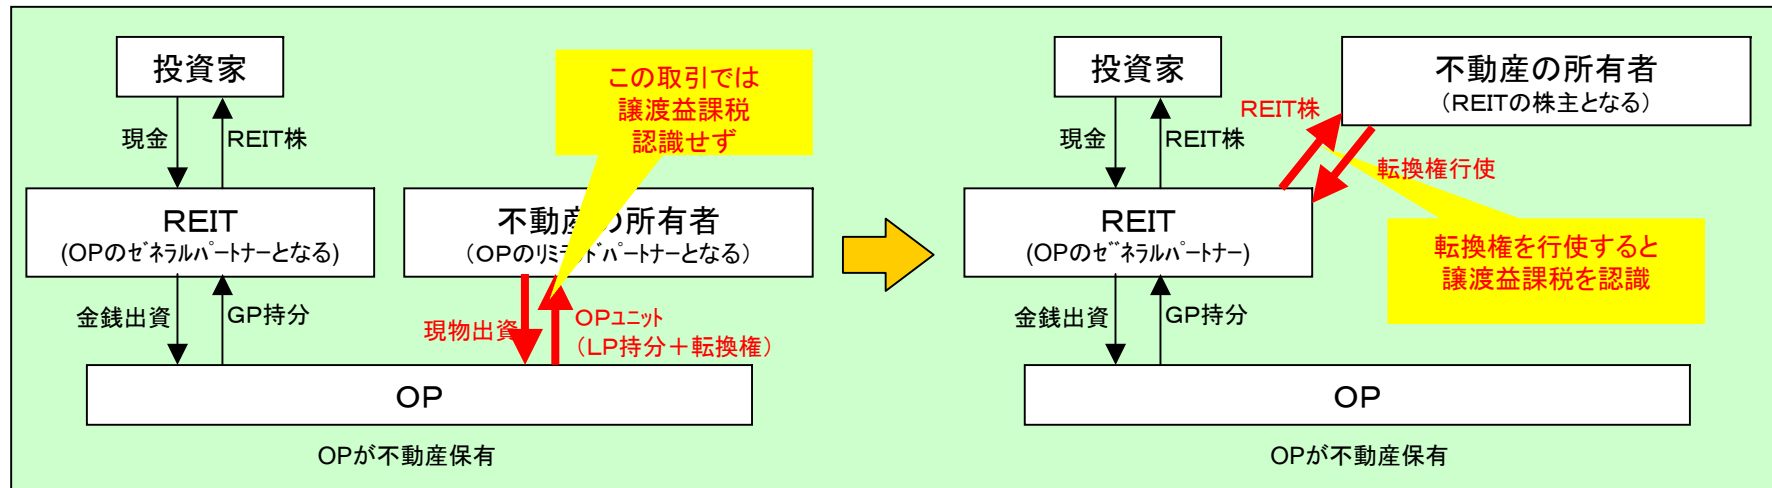 投資家
この取引では
譲渡益課税
認識せず
現金
REIT株
REIT
(OPのｾﾞﾈﾗﾙﾊﾟｰﾄﾅｰとなる)
不動産の所有者
（OPのﾘﾐﾃｯﾄﾞﾊﾟｰﾄﾅｰとなる）
金銭出資
GP持分
現物出資
OPﾕﾆｯﾄ
（LP持分＋転換権）
OP
OPが不動産保有
投資家
不動産の所有者
（REITの株主となる）
REIT株
現金
REIT株
転換権行使
REIT
(OPのｾﾞﾈﾗﾙﾊﾟｰﾄﾅｰ)
転換権を行使すると
譲渡益課税を認識
金銭出資
GP持分
OP
OPが不動産保有